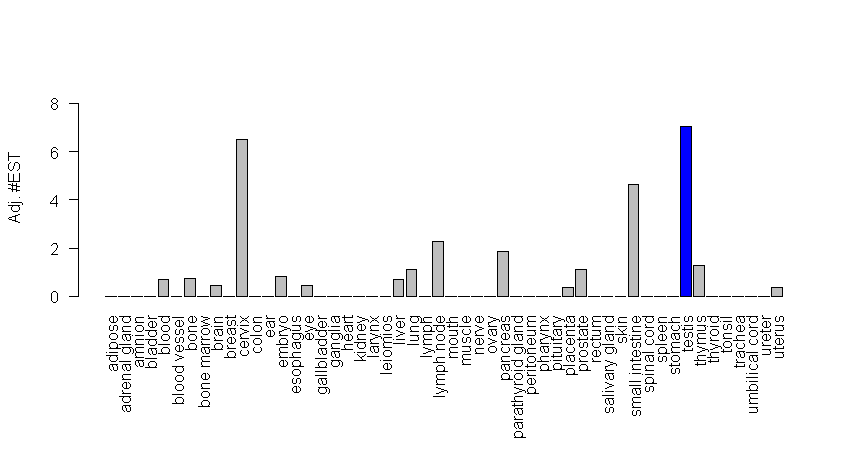 8
6
4
2
0
Adj. #EST
adipose
adrenal gland
amnion
bladder
blood
blood vessel
bone
bone marrow
brain
breast
cervix
colon
ear
embryo
esophagus
eye
gallbladder
ganglia
heart
kidney
larynx
leiomios
liver
lung
lymph
lymph node
mouth
muscle
nerve
ovary
pancreas
parathyroid gland
peritoneum
pharynx
pituitary
placenta
prostate
rectum
salivary gland
skin
small intestine
spinal cord
spleen
stomach
testis
thymus
thyroid
tonsil
trachea
umbilical cord
ureter
uterus